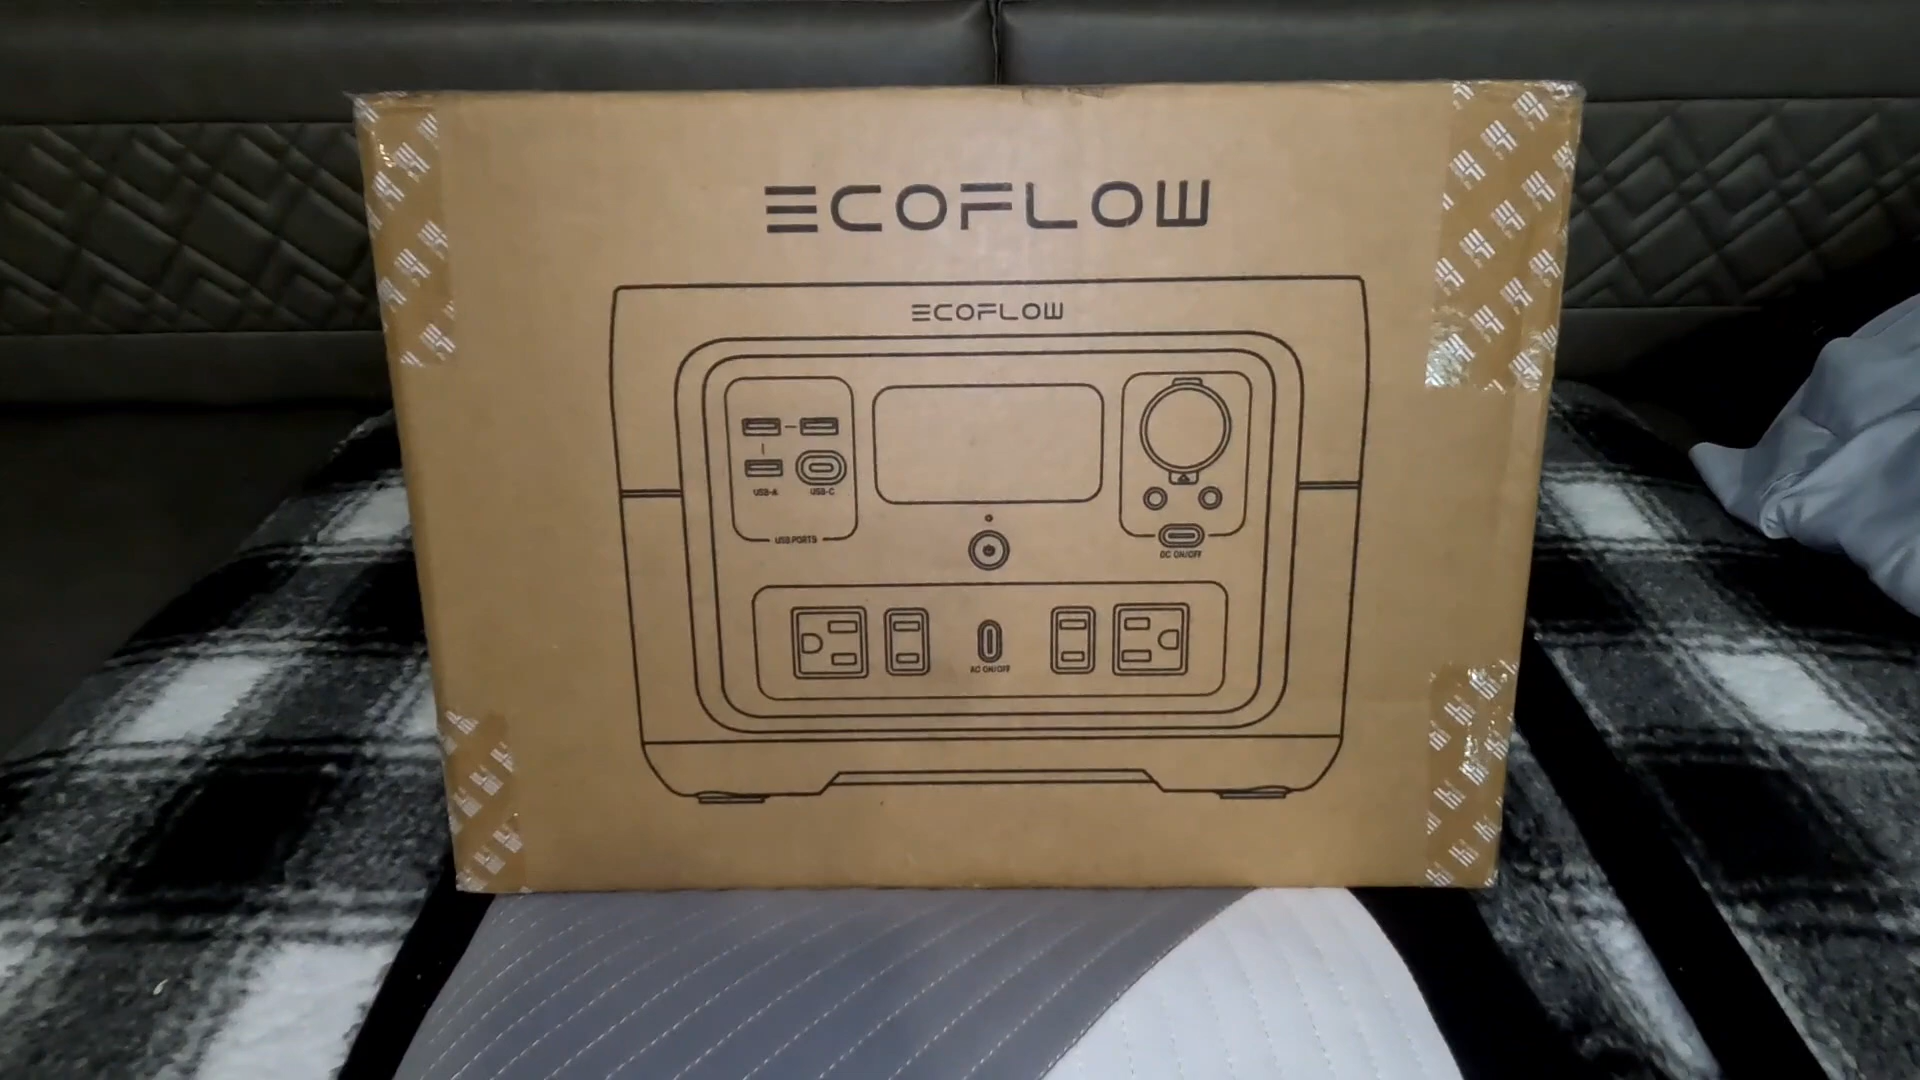 ECOFLOW
ECOFLOW
USB-A USB-C
USB PORTS
DC ON/OFF
AC ON/OFF